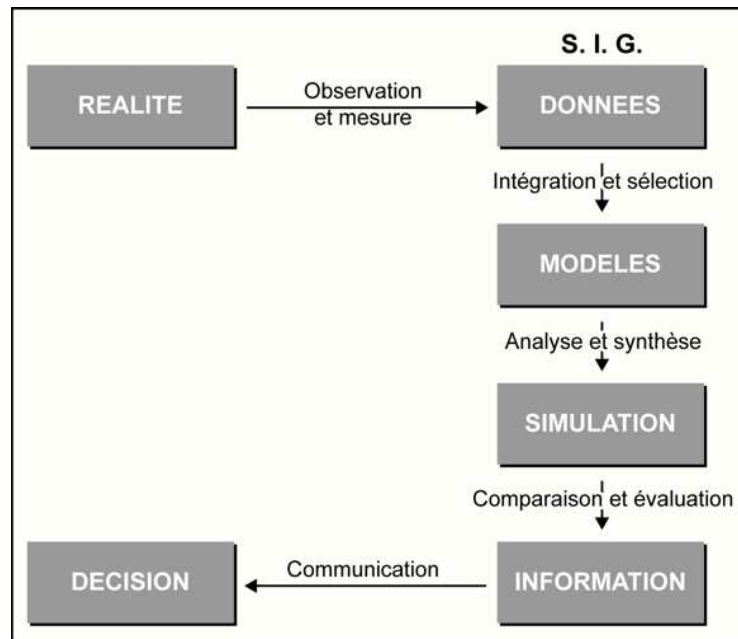 S. I. G.
REALITE
Observation
et mesure
DONNEES
Intégration et sélection
MODELES
Analyse et synthèse
SIMULATION
Comparaison et évaluation
DECISION
Communication
INFORMATION